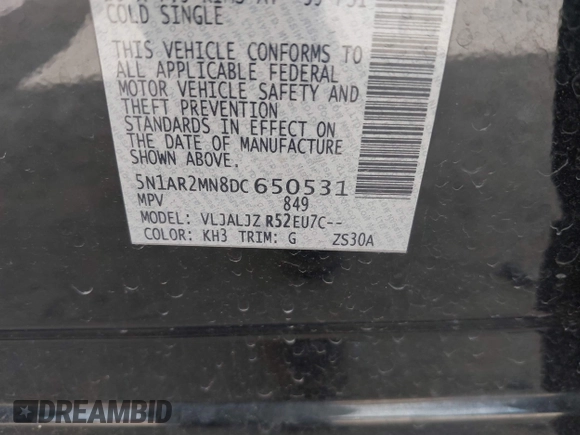 COLD SINGLE
THIS VEHICLE CONFORMS TO
ALL APPLICABLE FEDERAL
MOTOR VEHICLE SAFETY AND
THEFT PREVENTION
STANDARDS IN EFFECT ON
THE DATE OF MANUFACTURE
SHOWN ABOVE.
5N1AR2MN8DC650531
MPV 849
MODEL: VLJALJZ R52EU7C--
COLOR: KH3 TRIM: G ZS30A
DREAMBID